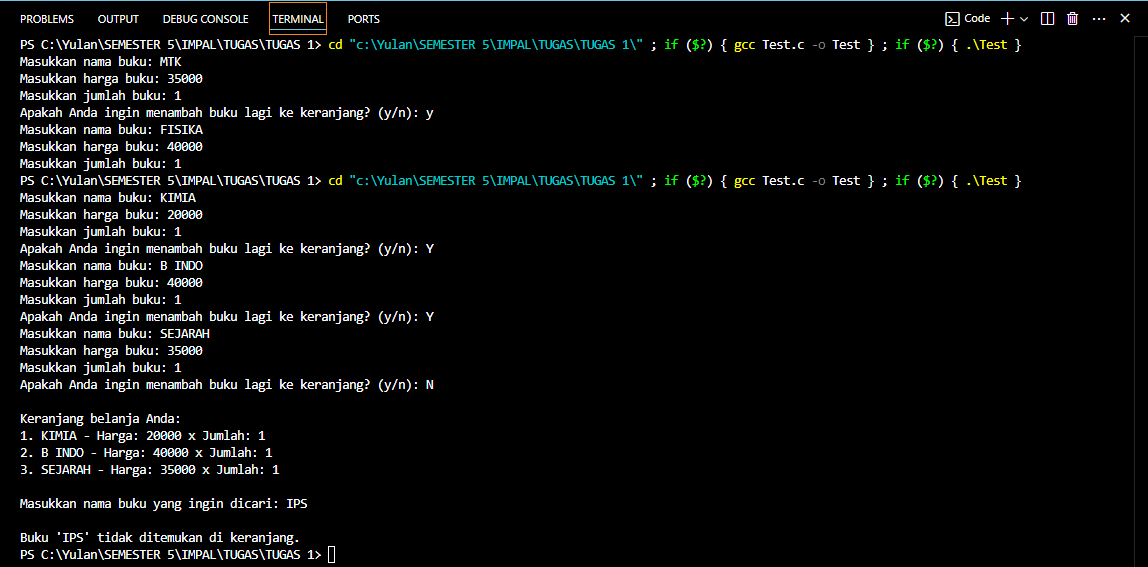 PROBLEMS OUTPUT DEBUG CONSOLE TERMINAL PORTS Code
PS C:\Yulan\SEMESTER 5\IMPAL\TUGAS\TUGAS 1> cd "c:\Yulan\SEMESTER 5\IMPAL\TUGAS\TUGAS 1\" ; if ($?) { gcc Test.c -o Test } ; if ($?) { .\Test }
Masukkan nama buku: MTK
Masukkan harga buku: 35000
Masukkan jumlah buku: 1
Apakah Anda ingin menambah buku lagi ke keranjang? (y/n): y
Masukkan nama buku: FISIKA
Masukkan harga buku: 40000
Masukkan jumlah buku: 1
PS C:\Yulan\SEMESTER 5\IMPAL\TUGAS\TUGAS 1> cd "c:\Yulan\SEMESTER 5\IMPAL\TUGAS\TUGAS 1\" ; if ($?) { gcc Test.c -o Test } ; if ($?) { .\Test }
Masukkan nama buku: KIMIA
Masukkan harga buku: 20000
Masukkan jumlah buku: 1
Apakah Anda ingin menambah buku lagi ke keranjang? (y/n): Y
Masukkan nama buku: B INDO
Masukkan harga buku: 40000
Masukkan jumlah buku: 1
Apakah Anda ingin menambah buku lagi ke keranjang? (y/n): Y
Masukkan nama buku: SEJARAH
Masukkan harga buku: 35000
Masukkan jumlah buku: 1
Apakah Anda ingin menambah buku lagi ke keranjang? (y/n): N
Keranjang belanja Anda:
1. KIMIA - Harga: 20000 x Jumlah: 1
2. B INDO - Harga: 40000 x Jumlah: 1
3. SEJARAH - Harga: 35000 x Jumlah: 1
Masukkan nama buku yang ingin dicari: IPS
Buku 'IPS' tidak ditemukan di keranjang.
PS C:\Yulan\SEMESTER 5\IMPAL\TUGAS\TUGAS 1>